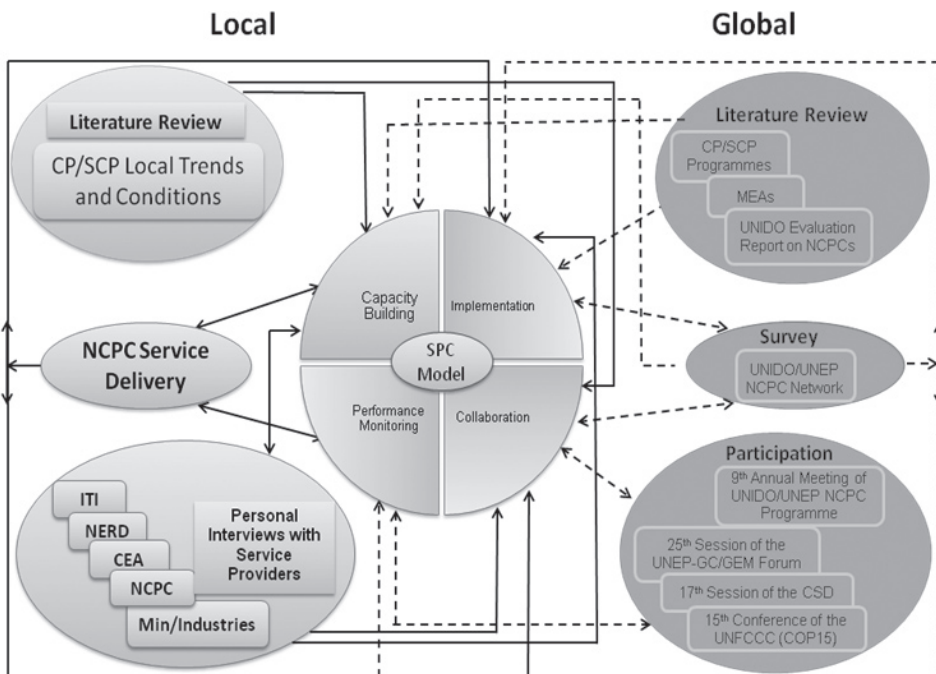 Local
Global
Literature Review
CP/SCP Local Trends
and Conditions
NCPC Service
Delivery
ITI
NERD
CEA
NCPC
Min/Industries
Personal
Interviews with
Service
Providers
Capacity
Building
Implementation
SPC
Model
Performance
Monitoring
Collaboration
Literature Review
CP/SCP
Programmes
MEAs
UNIDO Evaluation
Report on NCPCs
Survey
UNIDO/UNEP
NCPC Network
Participation
9th Annual Meeting of
UNIDO/UNEP NCPC
Programme
25th Session of the
UNEP-GC/GEM Forum
17th Session of the CSD
15th Conference of the
UNFCCC (COP15)